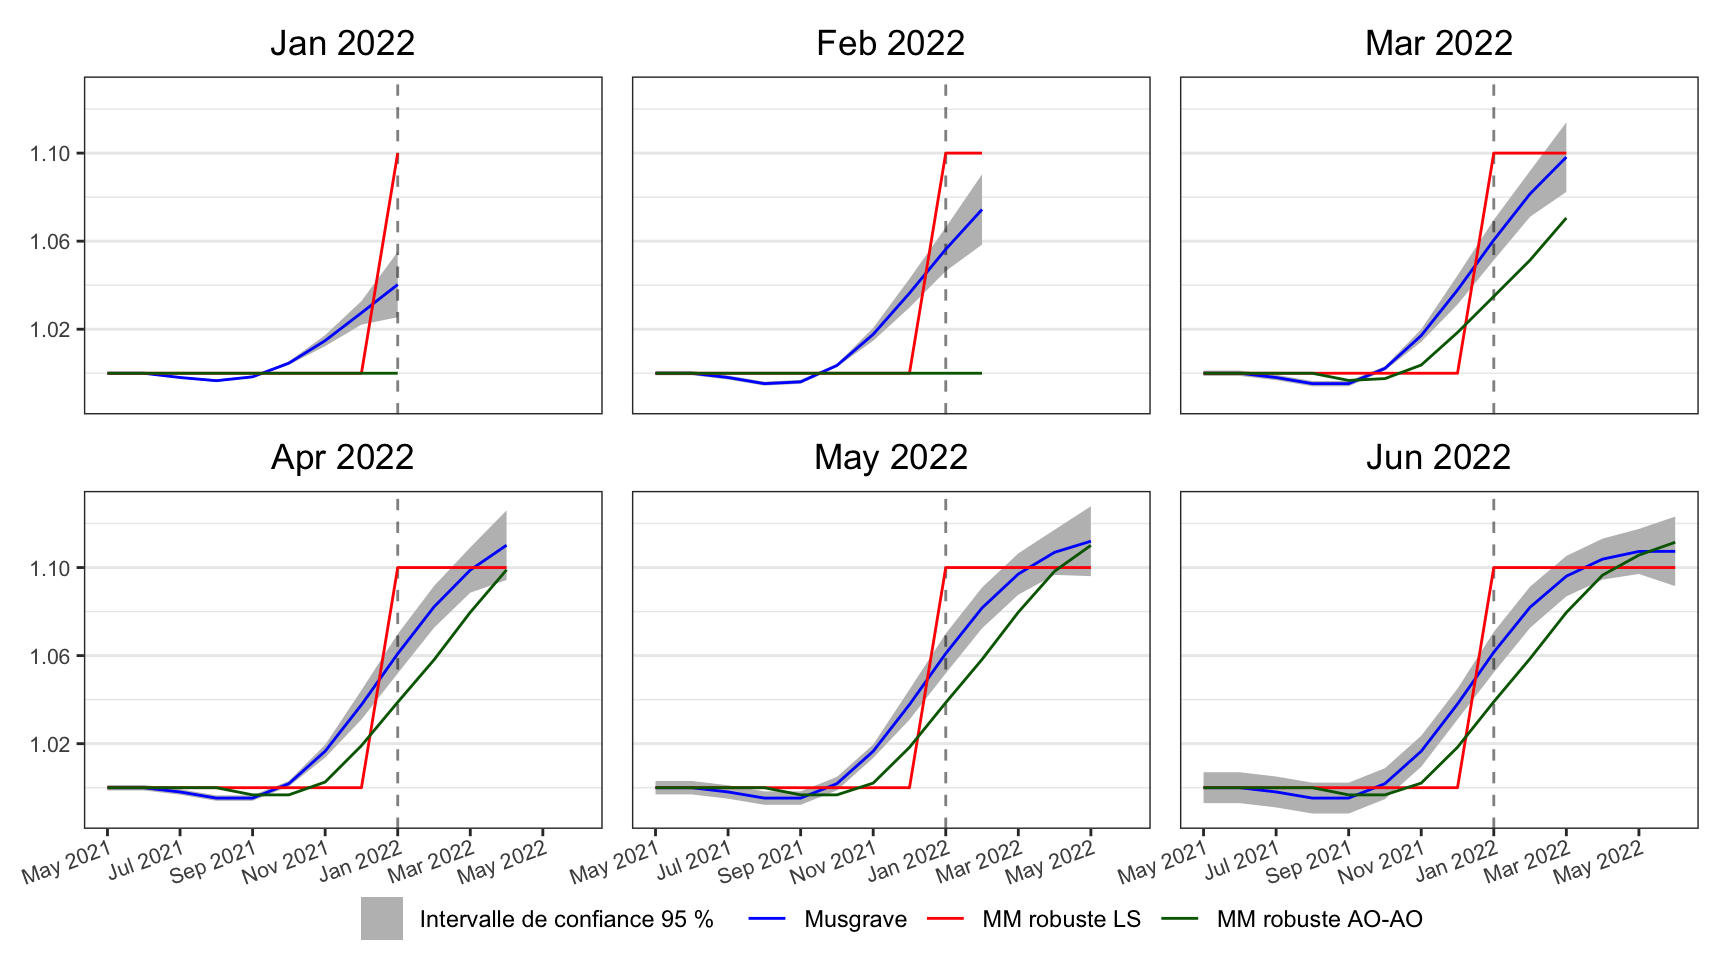 Jan 2022 Feb 2022 Mar 2022
1.10
1.06
1.02
Apr 2022 May 2022 Jun 2022
1.10
1.06
1.02
May 2021 Jul 2021 Sep 2021 Nov 2021 Jan 2022 Mar 2022 May 2022 May 2021 Jul 2021 Sep 2021 Nov 2021 Jan 2022 Mar 2022 May 2022 May 2021 Jul 2021 Sep 2021 Nov 2021 Jan 2022 Mar 2022 May 2022
Intervalle de confiance 95 % Musgrave MM robuste LS MM robuste AO-AO